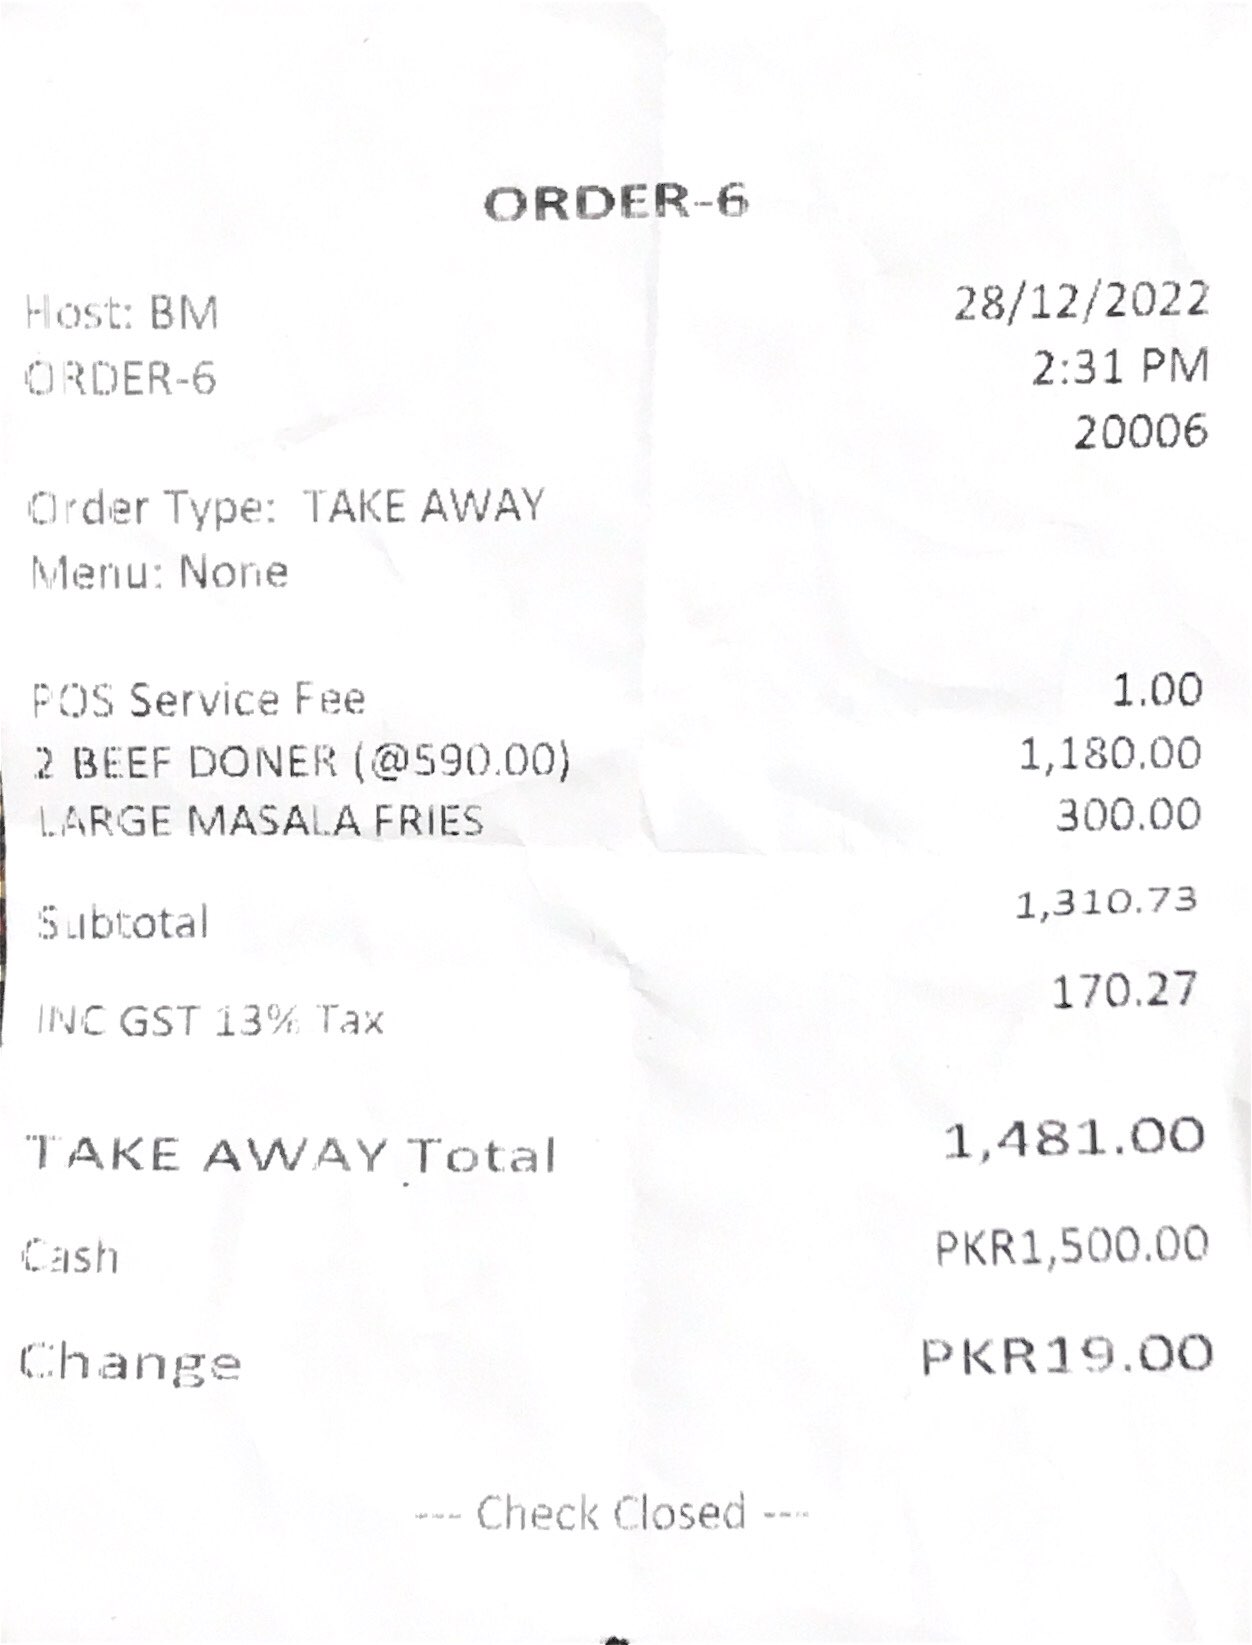 ORDER-6
Host: BM 28/12/2022
ORDER-6 2:31 PM
20006
Order Type: TAKE AWAY
Menu: None
POS Service Fee 1.00
2 BEEF DONER (@590.00) 1,180.00
LARGE MASALA FRIES 300.00
Subtotal 1,310.73
INC GST 13% Tax 170.27
TAKE AWAY Total 1,481.00
Cash PKR1,500.00
Change PKR19.00
--- Check Closed ---